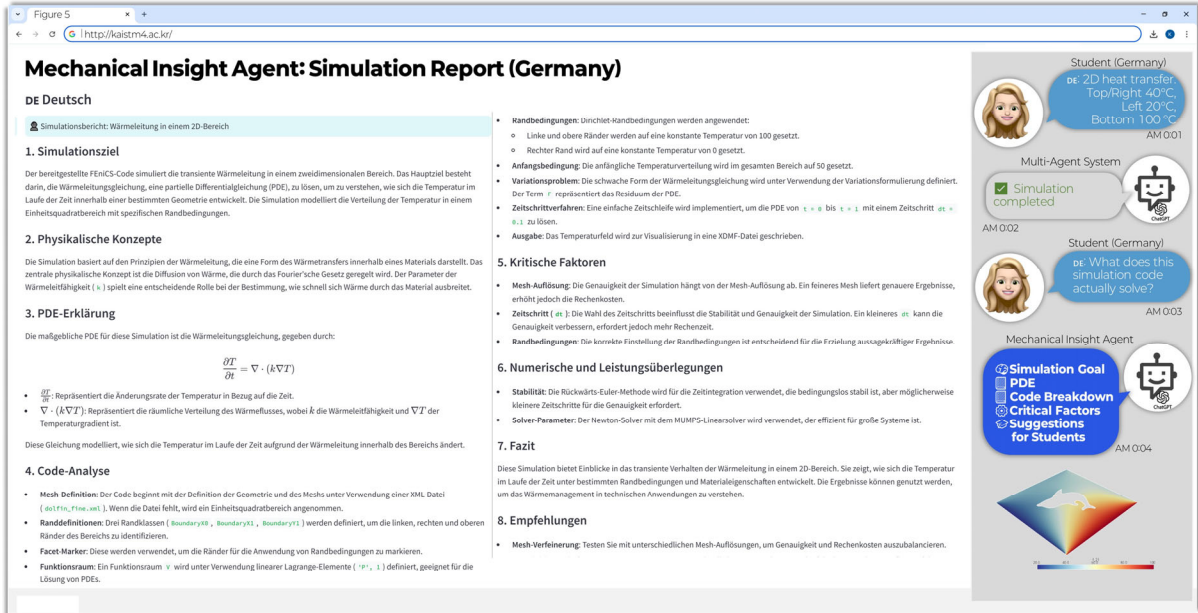 Figure 5
http://kaistm4.ac.kr/
Mechanical Insight Agent: Simulation Report (Germany)
DE Deutsch
Simulationsbericht: Wärmeleitung in einem 2D-Bereich
1. Simulationsziel
Der bereitgestellte FEniCS-Code simuliert die transiente Wärmeleitung in einem zweidimensionalen Bereich. Das Hauptziel besteht
darin, die Wärmeleitungsgleichung, eine partielle Differentialgleichung (PDE), zu lösen, um zu verstehen, wie sich die Temperatur im
Laufe der Zeit innerhalb einer bestimmten Geometrie entwickelt. Die Simulation modelliert die Verteilung der Temperatur in einem
Einheitsquadratbereich mit spezifischen Randbedingungen.
2. Physikalische Konzepte
Die Simulation basiert auf den Prinzipien der Wärmeleitung, die eine Form des Wärmetransfers innerhalb eines Materials darstellt. Das
zentrale physikalische Konzept ist die Diffusion von Wärme, die durch das Fourier'sche Gesetz geregelt wird. Der Parameter der
Wärmeleitfähigkeit ( k ) spielt eine entscheidende Rolle bei der Bestimmung, wie schnell sich Wärme durch das Material ausbreitet.
3. PDE-Erklärung
Die maßgebliche PDE für diese Simulation ist die Wärmeleitungsgleichung, gegeben durch:
∂T/∂t = ∇ · (k∇T)
• ∂T/∂t: Repräsentiert die Änderungsrate der Temperatur in Bezug auf die Zeit.
• ∇ · (k∇T): Repräsentiert die räumliche Verteilung des Wärmeflusses, wobei k die Wärmeleitfähigkeit und ∇T der
Temperaturgradient ist.
Diese Gleichung modelliert, wie sich die Temperatur im Laufe der Zeit aufgrund der Wärmeleitung innerhalb des Bereichs ändert.
4. Code-Analyse
• Mesh Definition: Der Code beginnt mit der Definition der Geometrie und des Meshs unter Verwendung einer XML Datei
( dolfin_fine.xml ). Wenn die Datei fehlt, wird ein Einheitsquadratbereich angenommen.
• Randdefinitionen: Drei Randklassen ( BoundaryX0 , BoundaryX1 , BoundaryY1 ) werden definiert, um die linken, rechten und oberen
Ränder des Bereichs zu identifizieren.
• Facet-Marker: Diese werden verwendet, um die Ränder für die Anwendung von Randbedingungen zu markieren.
• Funktionsraum: Ein Funktionsraum V wird unter Verwendung linearer Lagrange-Elemente ( 'P', 1 ) definiert, geeignet für die
Lösung von PDEs.
• Randbedingungen: Dirichlet-Randbedingungen werden angewendet:
○ Linke und obere Ränder werden auf eine konstante Temperatur von 100 gesetzt.
○ Rechter Rand wird auf eine konstante Temperatur von 0 gesetzt.
• Anfangsbedingung: Die anfängliche Temperaturverteilung wird im gesamten Bereich auf 50 gesetzt.
• Variationsproblem: Die schwache Form der Wärmeleitungsgleichung wird unter Verwendung der Variationsformulierung definiert.
Der Term F repräsentiert das Residuum der PDE.
• Zeitschrittverfahren: Eine einfache Zeitschleife wird implementiert, um die PDE von t = 0 bis t = 1 mit einem Zeitschritt dt =
0.1 zu lösen.
• Ausgabe: Das Temperaturfeld wird zur Visualisierung in eine XDMF-Datei geschrieben.
5. Kritische Faktoren
• Mesh-Auflösung: Die Genauigkeit der Simulation hängt von der Mesh-Auflösung ab. Ein feineres Mesh liefert genauere Ergebnisse,
erhöht jedoch die Rechenkosten.
• Zeitschritt ( dt ): Die Wahl des Zeitschritts beeinflusst die Stabilität und Genauigkeit der Simulation. Ein kleineres dt kann die
Genauigkeit verbessern, erfordert jedoch mehr Rechenzeit.
• Randbedingungen: Die korrekte Einstellung der Randbedingungen ist entscheidend für die Erzielung aussagekräftiger Ergebnisse.
6. Numerische und Leistungsüberlegungen
• Stabilität: Die Rückwärts-Euler-Methode wird für die Zeitintegration verwendet, die bedingungslos stabil ist, aber möglicherweise
kleinere Zeitschritte für die Genauigkeit erfordert.
• Solver-Parameter: Der Newton-Solver mit dem MUMPS-Linearsolver wird verwendet, der effizient für große Systeme ist.
7. Fazit
Diese Simulation bietet Einblicke in das transiente Verhalten der Wärmeleitung in einem 2D-Bereich. Sie zeigt, wie sich die Temperatur
im Laufe der Zeit unter bestimmten Randbedingungen und Materialeigenschaften entwickelt. Die Ergebnisse können genutzt werden,
um das Wärmemanagement in technischen Anwendungen zu verstehen.
8. Empfehlungen
• Mesh-Verfeinerung: Testen Sie mit unterschiedlichen Mesh-Auflösungen, um Genauigkeit und Rechenkosten auszubalancieren.
Student (Germany)
DE: 2D heat transfer.
Top/Right 40°C,
Left 20°C,
Bottom 100 °C
AM 0:01
Multi-Agent System
Simulation
completed
ChatGPT
AM 0:02
Student (Germany)
DE: What does this
simulation code
actually solve?
AM 0:03
Mechanical Insight Agent
Simulation Goal
PDE
Code Breakdown
Critical Factors
Suggestions
for Students
ChatGPT
AM 0:04